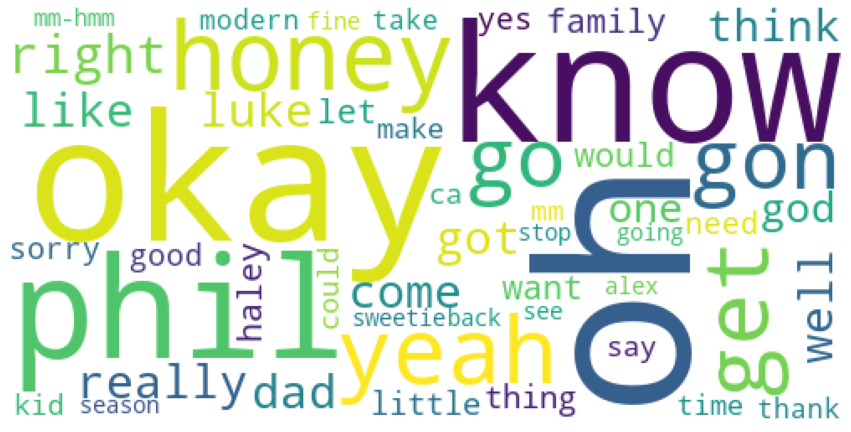 mm-hmm
modern
fine
take
yes
family
think
right
honey
know
like
luke
let
make
okay
go
would
gon
ca
oh
one
god
mm
need
got
stop
going
sorry
good
haley
could
phil
come
want
alex
get
well
sweetie
back
see
yeah
say
really
dad
little
thing
kid
season
time
thank